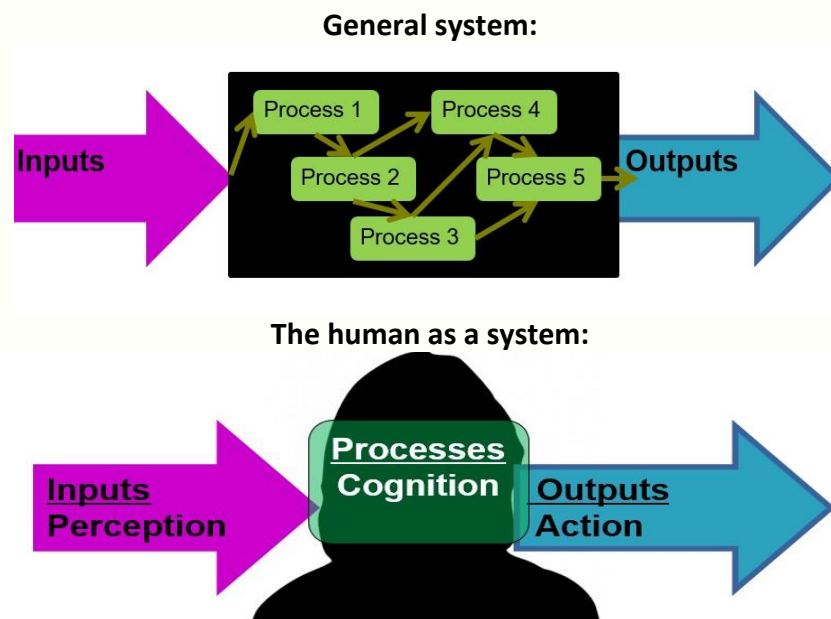 General system:
Inputs
Process 1
Process 4
Process 2
Process 5
Process 3
Outputs
The human as a system:
Inputs
Perception
Processes
Cognition
Outputs
Action